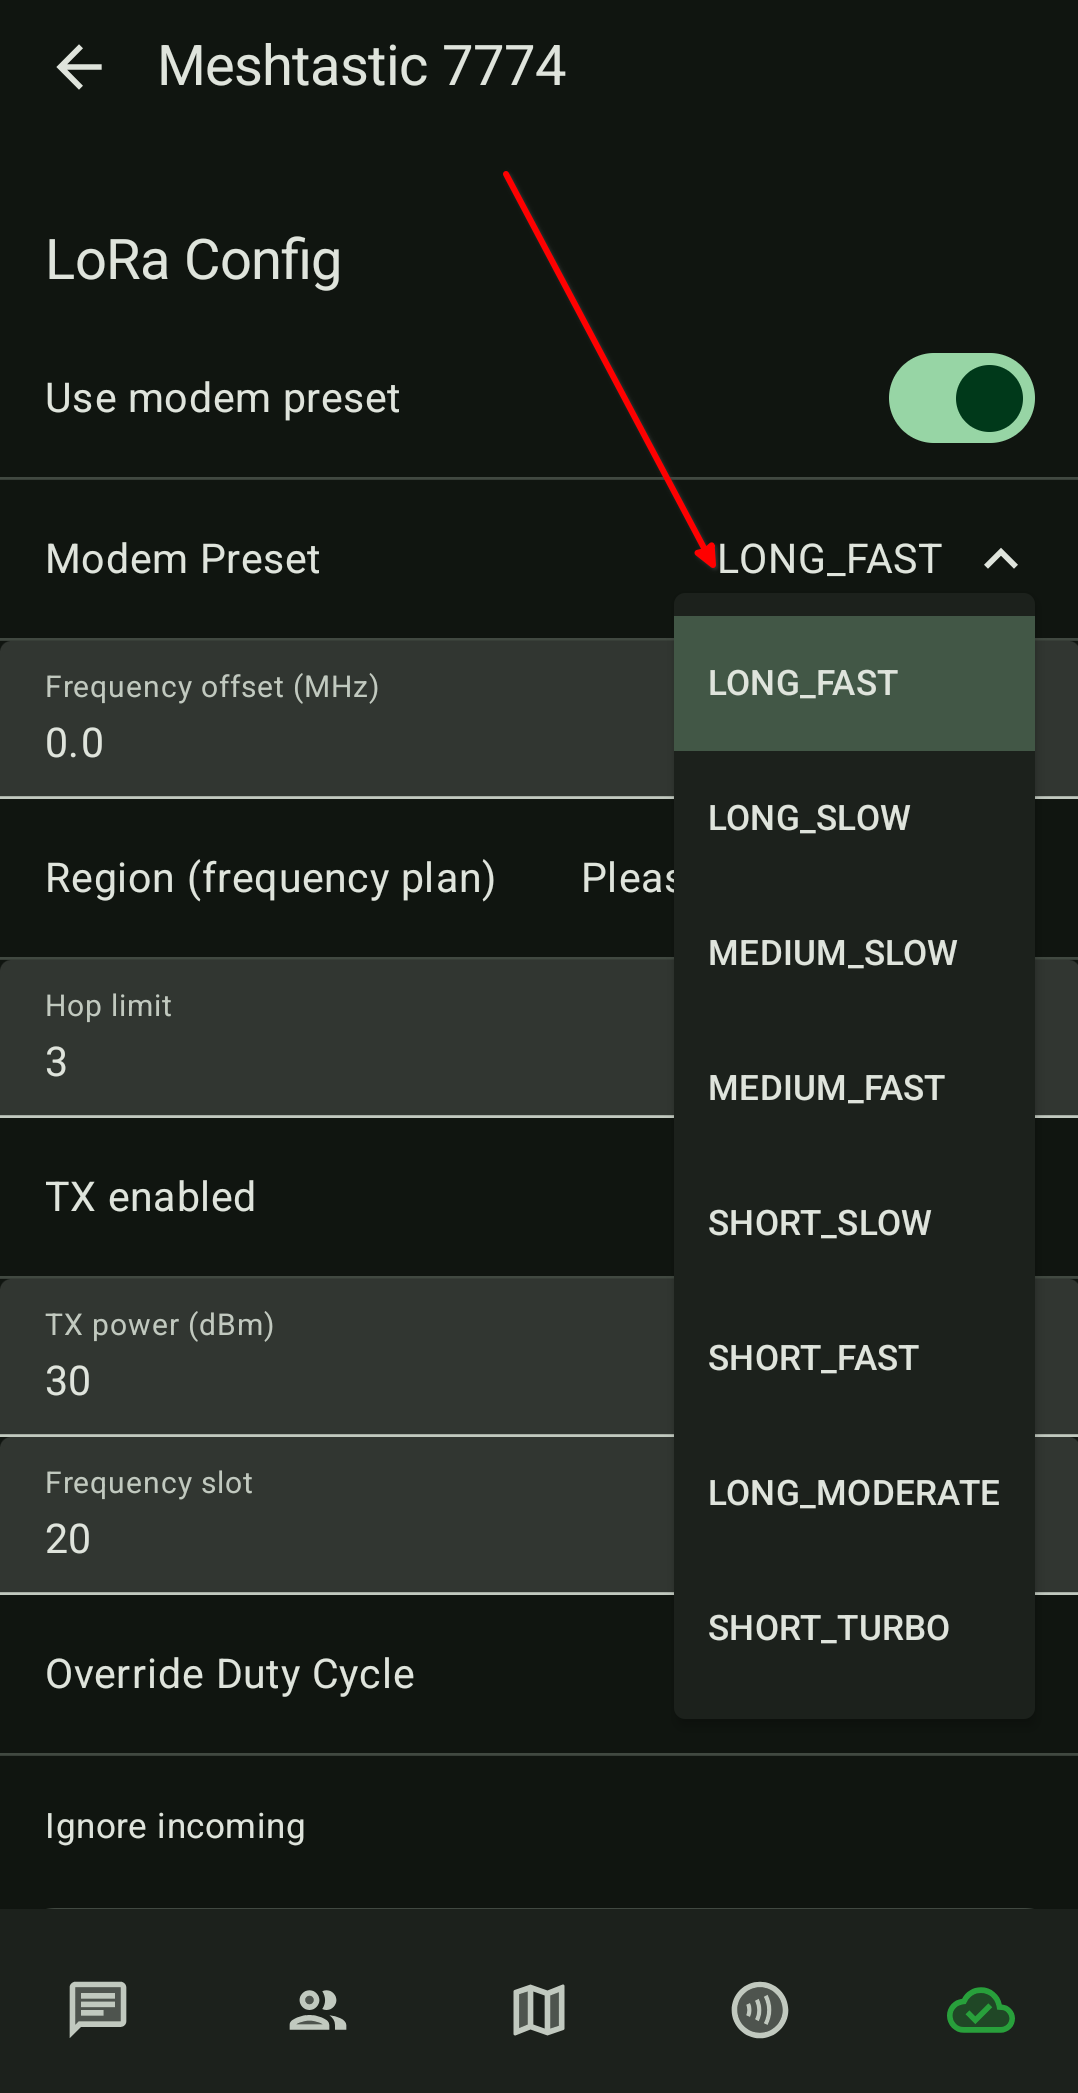 Meshtastic 7774
LoRa Config
Use modem preset
Modem Preset LONG_FAST
LONG_FAST
Frequency offset (MHz)
0.0
LONG_SLOW
Region (frequency plan) Pleas
MEDIUM_SLOW
Hop limit
3
MEDIUM_FAST
TX enabled
SHORT_SLOW
TX power (dBm)
30
SHORT_FAST
Frequency slot
20
LONG_MODERATE
SHORT_TURBO
Override Duty Cycle
Ignore incoming